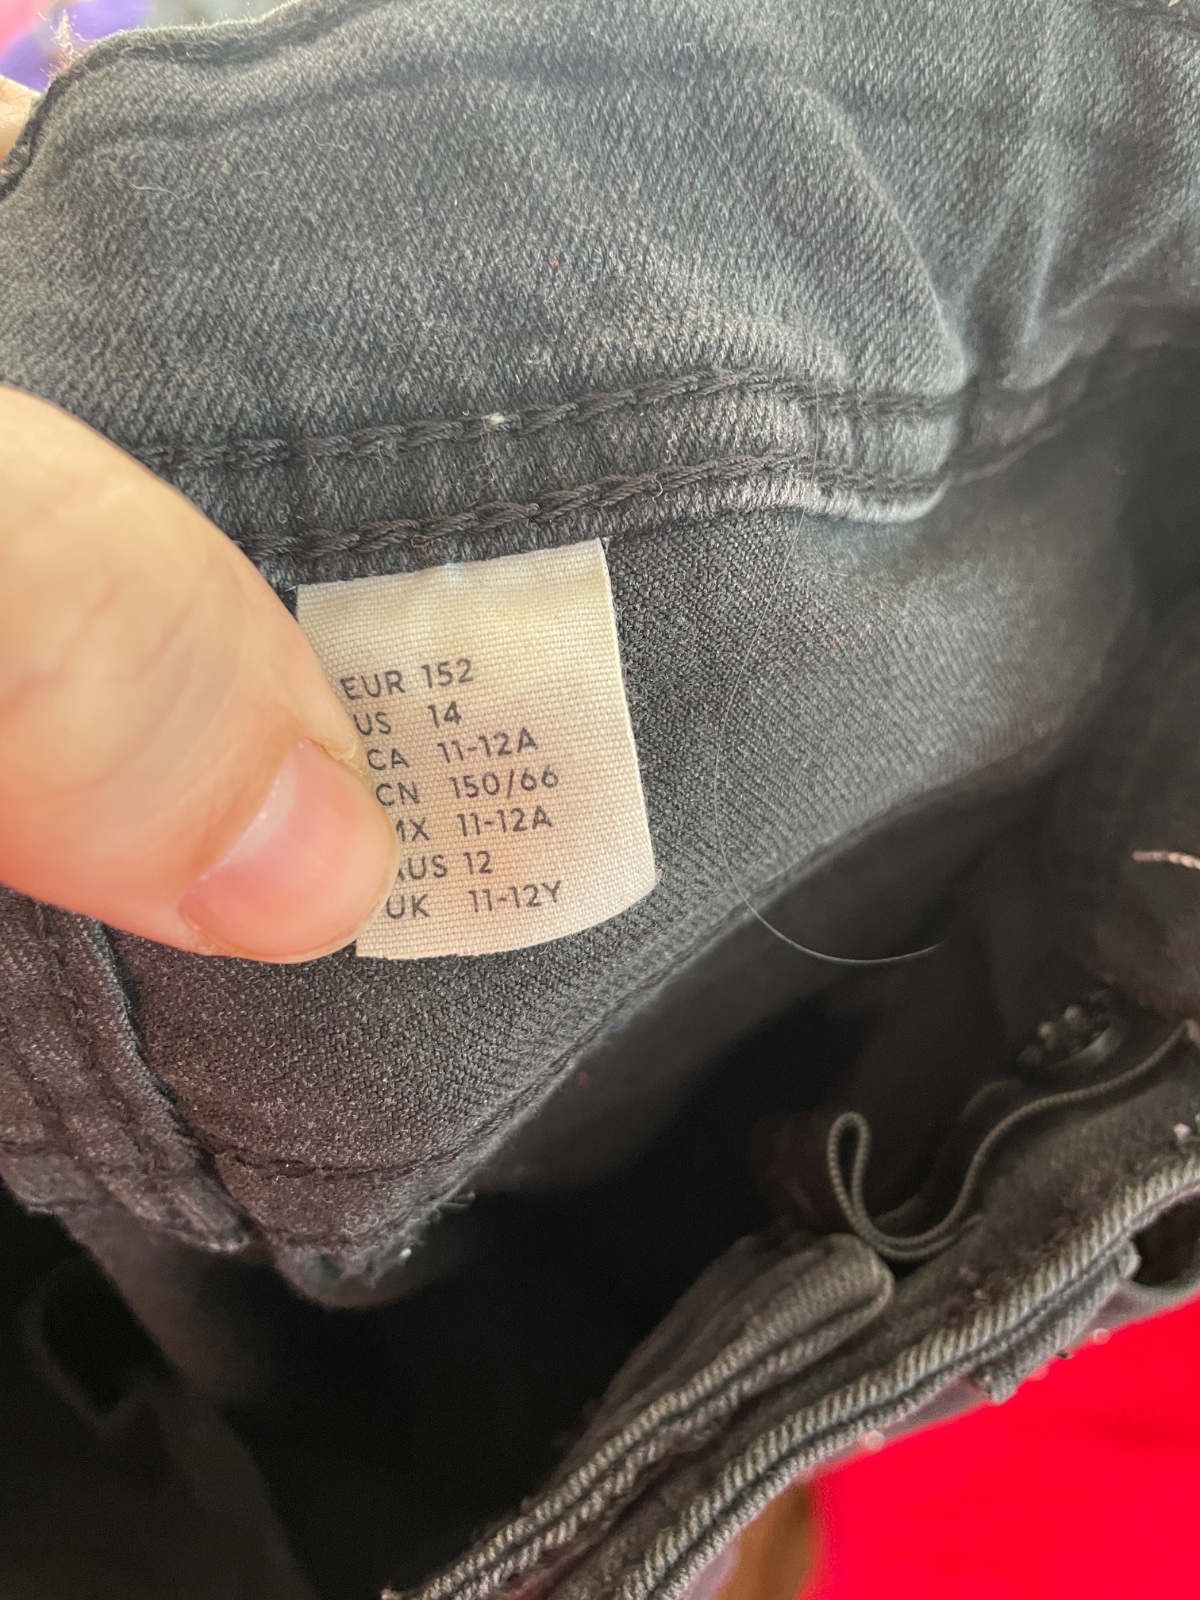 EUR 152
US 14
CA 11-12A
CN 150/66
MX 11-12A
AUS 12
UK 11-12Y